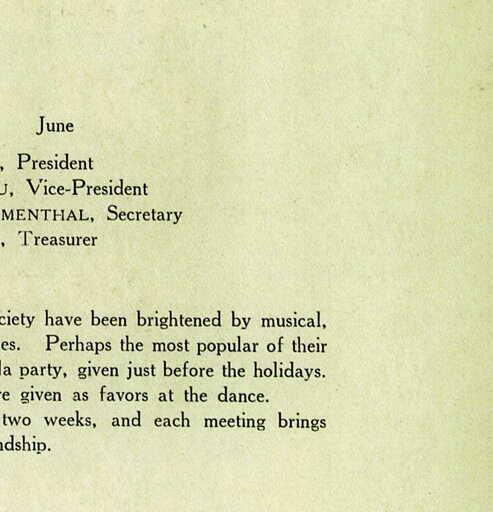 June
, President
U, Vice-President
MENTHAL, Secretary
, Treasurer
ciety have been brightened by musical,
es. Perhaps the most popular of their
la party, given just before the holidays.
re given as favors at the dance.
two weeks, and each meeting brings
ndship.